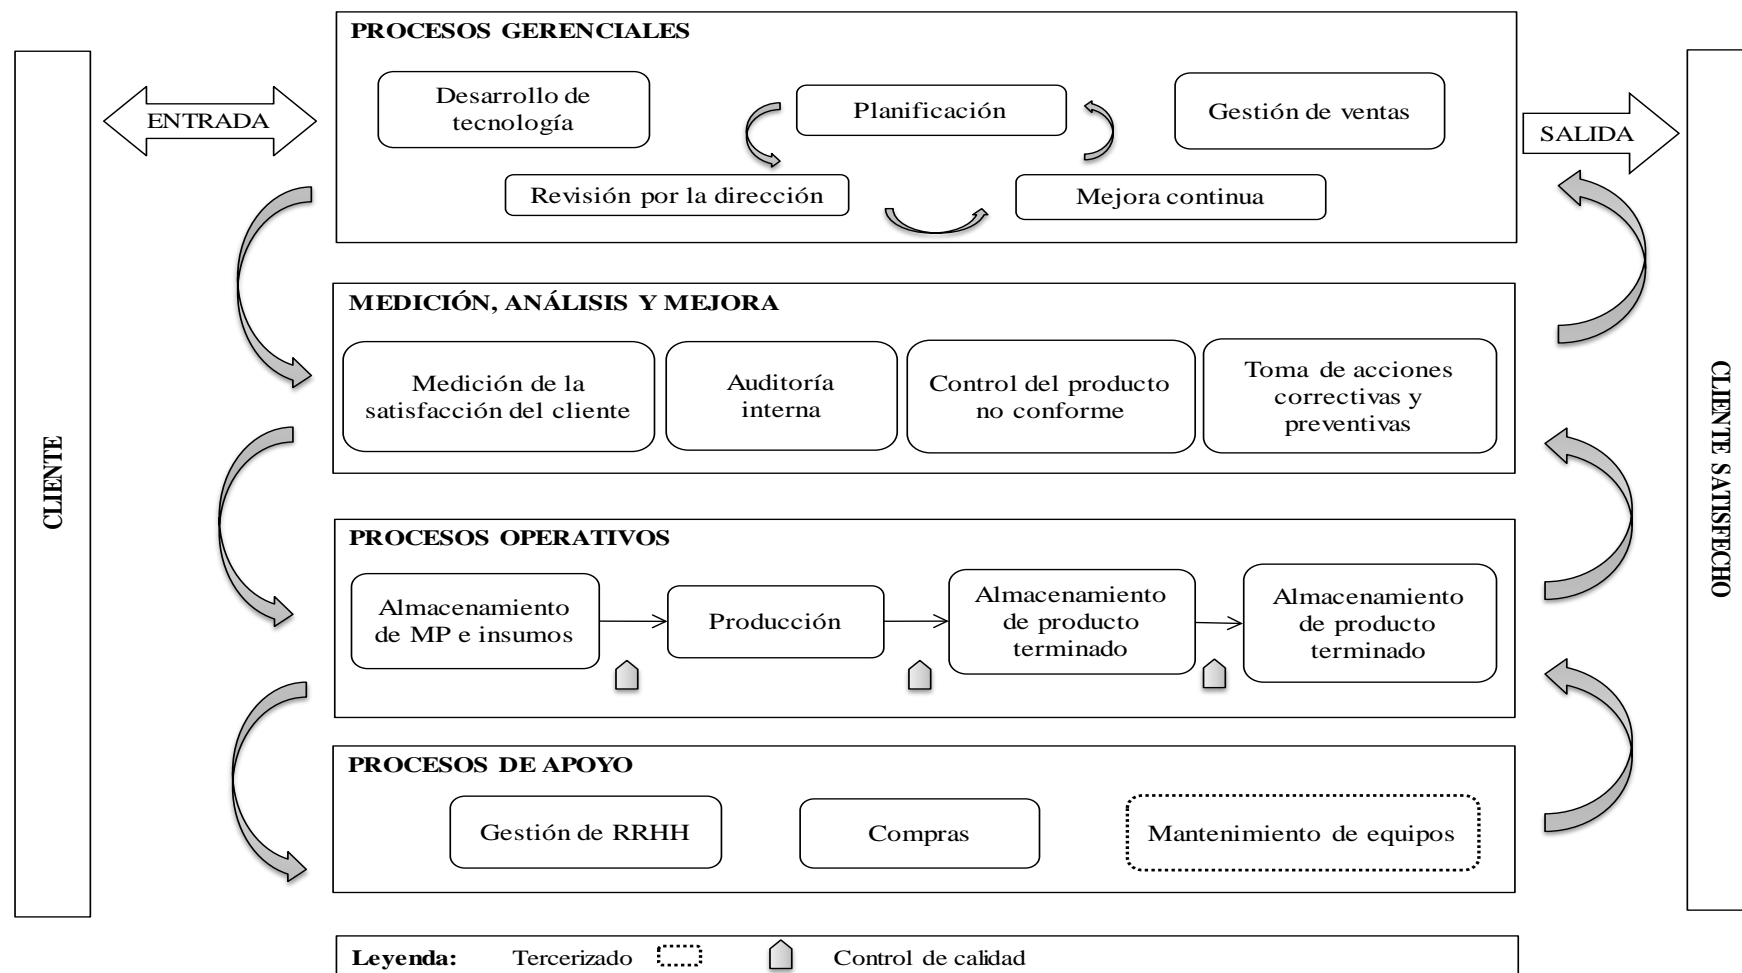 PROCESOS GERENCIALES
Desarrollo de
tecnología
Planificación
Gestión de ventas
Revisión por la dirección
Mejora continua
ENTRADA
SALIDA
CLIENTE
CLIENTE SATISFECHO
MEDICIÓN, ANÁLISIS Y MEJORA
Medición de la
satisfacción del cliente
Auditoría
interna
Control del producto
no conforme
Toma de acciones
correctivas y
preventivas
PROCESOS OPERATIVOS
Almacenamiento
de MP e insumos
Producción
Almacenamiento
de producto
terminado
Almacenamiento
de producto
terminado
PROCESOS DE APOYO
Gestión de RRHH
Compras
Mantenimiento de equipos
Leyenda: Tercerizado Control de calidad